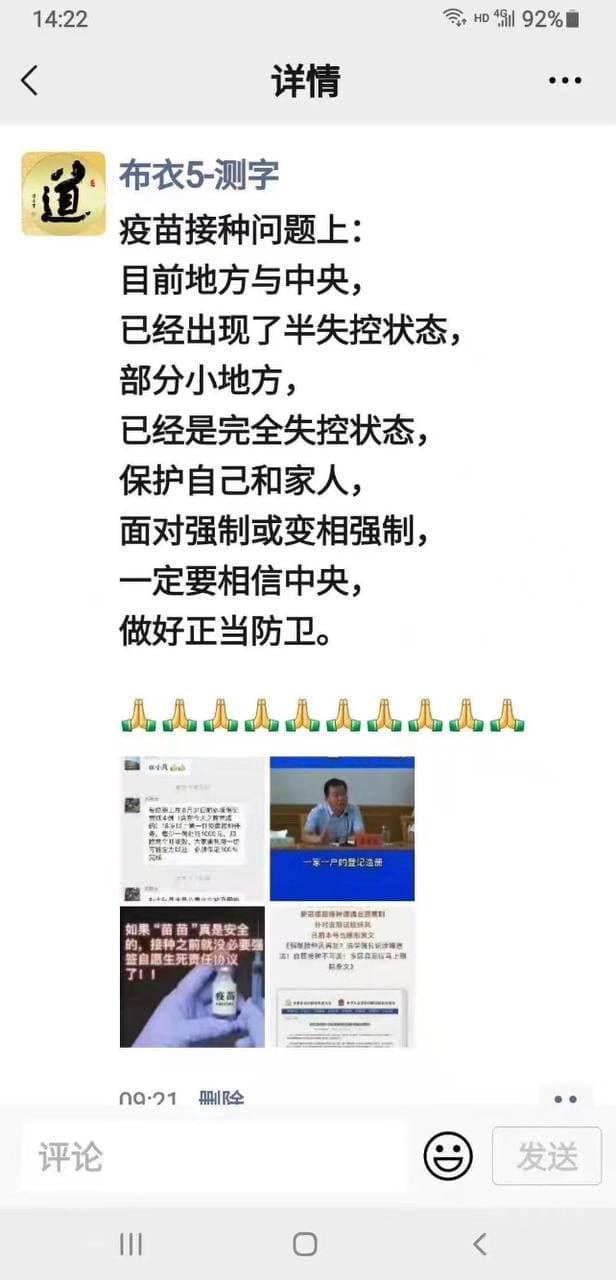 14:22
HD 4G 92%
详情
道
布衣5-测字
疫苗接种问题上：
目前地方与中央，
已经出现了半失控状态，
部分小地方，
已经是完全失控状态，
保护自己和家人，
面对强制或变相强制，
一定要相信中央，
做好正当防卫。
一家一户的登记造册
如果“苗苗”真是安全
的，接种之前就没必要强
签自愿生死责任协议
了！！
疫苗
09:21 删除
评论
发送